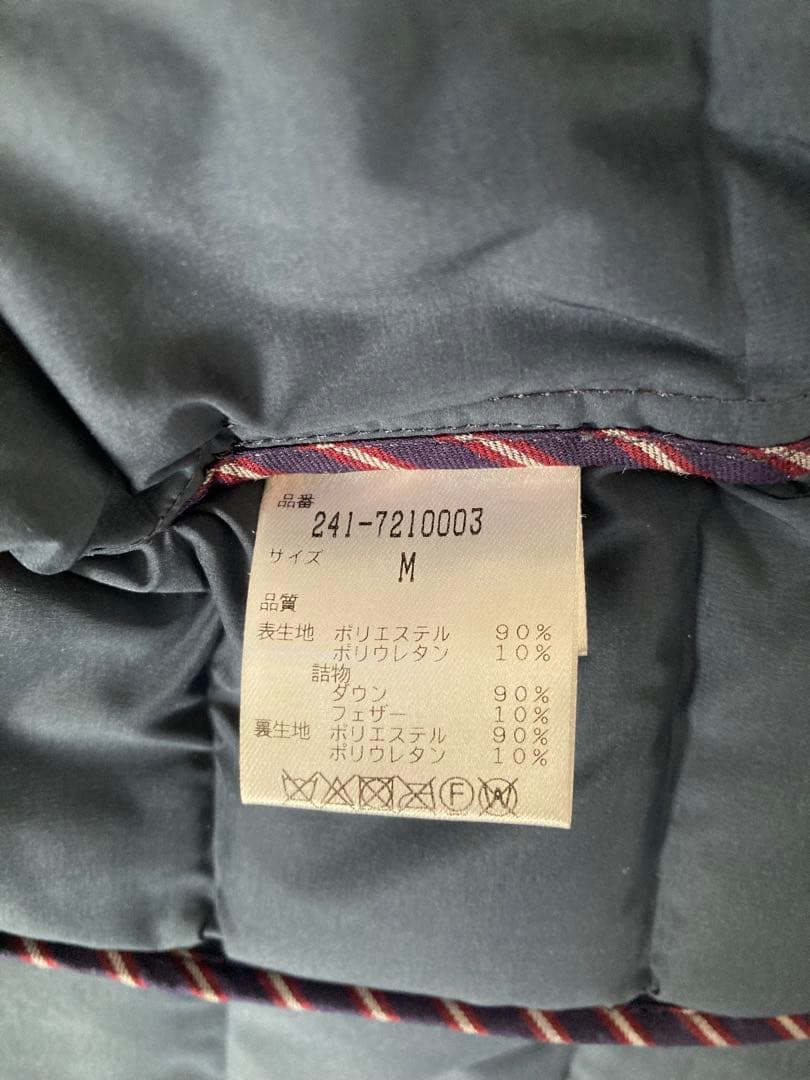 品番
241-7210003
サイズ
M
品質
表生地 ポリエステル 90%
ポリウレタン 10%
詰物
ダウン 90%
フェザー 10%
裏生地 ポリエステル 90%
ポリウレタン 10%
F W